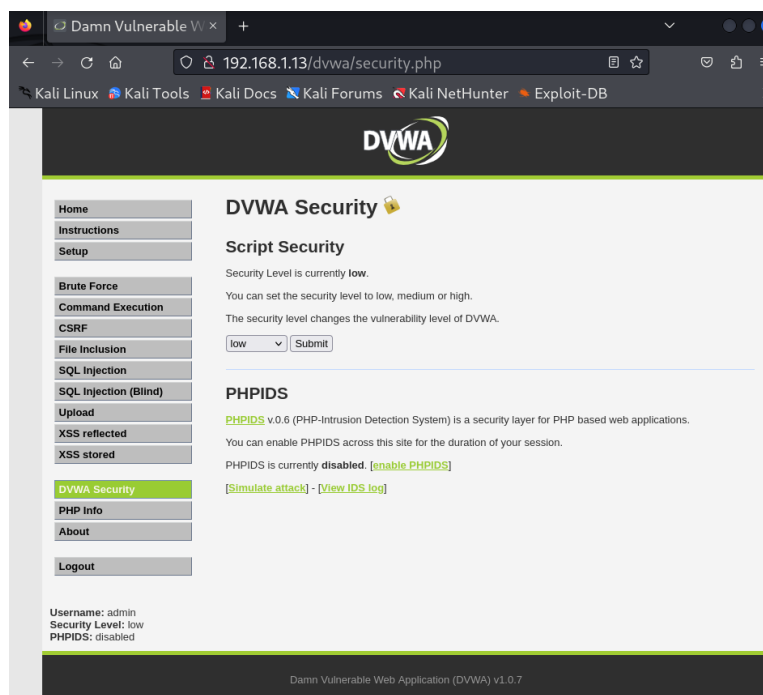 Damn Vulnerable W
192.168.1.13/dvwa/security.php
Kali Linux Kali Tools Kali Docs Kali Forums Kali NetHunter Exploit-DB
DVWA
Home
Instructions
Setup
Brute Force
Command Execution
CSRF
File Inclusion
SQL Injection
SQL Injection (Blind)
Upload
XSS reflected
XSS stored
DVWA Security
PHP Info
About
Logout
DVWA Security
Script Security
Security Level is currently low.
You can set the security level to low, medium or high.
The security level changes the vulnerability level of DVWA.
low Submit
PHPIDS
PHPIDS v.0.6 (PHP-Intrusion Detection System) is a security layer for PHP based web applications.
You can enable PHPIDS across this site for the duration of your session.
PHPIDS is currently disabled. [enable PHPIDS]
[Simulate attack] - [View IDS log]
Username: admin
Security Level: low
PHPIDS: disabled
Damn Vulnerable Web Application (DVWA) v1.0.7